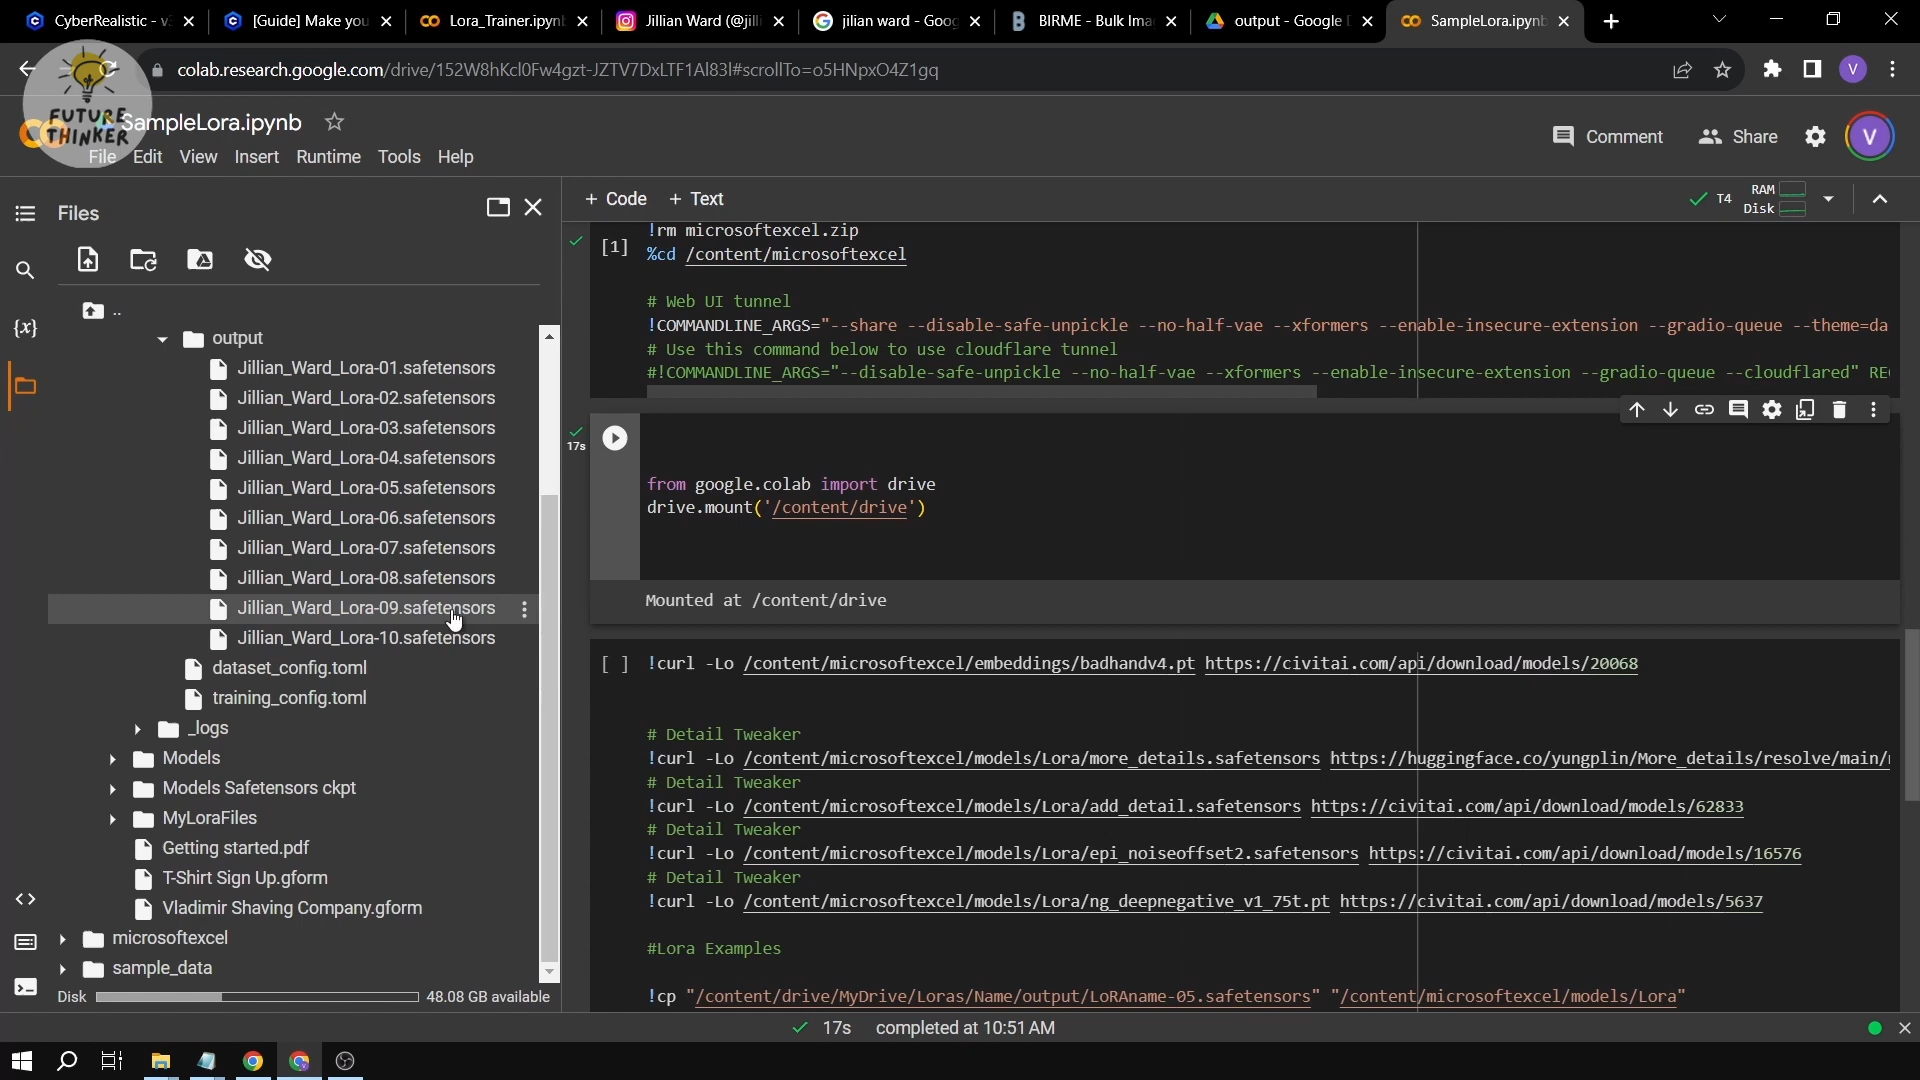 CyberRealistic - v
[Guide] Make you
Lora_Trainer.ipynb
Jillian Ward (@jilli
jilian ward - Goog
BIRME - Bulk Ima
output - Google D
SampleLora.ipynb
colab.research.google.com/drive/152W8hKcl0Fw4gzt-JZTV7DxLTF1Al83l#scrollTo=o5HNpxO4Z1gq
V
FUTURE
THINKER
SampleLora.ipynb
Comment
Share
V
File Edit View Insert Runtime Tools Help
Files
+ Code + Text
T4
RAM
Disk
..
output
Jillian_Ward_Lora-01.safetensors
Jillian_Ward_Lora-02.safetensors
Jillian_Ward_Lora-03.safetensors
Jillian_Ward_Lora-04.safetensors
Jillian_Ward_Lora-05.safetensors
Jillian_Ward_Lora-06.safetensors
Jillian_Ward_Lora-07.safetensors
Jillian_Ward_Lora-08.safetensors
Jillian_Ward_Lora-09.safetensors
Jillian_Ward_Lora-10.safetensors
dataset_config.toml
training_config.toml
_logs
Models
Models Safetensors ckpt
MyLoraFiles
Getting started.pdf
T-Shirt Sign Up.gform
Vladimir Shaving Company.gform
microsoftexcel
sample_data
Disk 48.08 GB available
{x}
<>
!rm microsoftexcel.zip
[1] %cd /content/microsoftexcel
# Web UI tunnel
!COMMANDLINE_ARGS="--share --disable-safe-unpickle --no-half-vae --xformers --enable-insecure-extension --gradio-queue --theme=da
# Use this command below to use cloudflare tunnel
#!COMMANDLINE_ARGS="--disable-safe-unpickle --no-half-vae --xformers --enable-insecure-extension --gradio-queue --cloudflared" RE
17s
from google.colab import drive
drive.mount('/content/drive')
Mounted at /content/drive
[ ] !curl -Lo /content/microsoftexcel/embeddings/badhandv4.pt https://civitai.com/api/download/models/20068
# Detail Tweaker
!curl -Lo /content/microsoftexcel/models/Lora/more_details.safetensors https://huggingface.co/yungplin/More_details/resolve/main/
# Detail Tweaker
!curl -Lo /content/microsoftexcel/models/Lora/add_detail.safetensors https://civitai.com/api/download/models/62833
# Detail Tweaker
!curl -Lo /content/microsoftexcel/models/Lora/epi_noiseoffset2.safetensors https://civitai.com/api/download/models/16576
# Detail Tweaker
!curl -Lo /content/microsoftexcel/models/Lora/ng_deepnegative_v1_75t.pt https://civitai.com/api/download/models/5637
#Lora Examples
!cp "/content/drive/MyDrive/Loras/Name/output/LoRAname-05.safetensors" "/content/microsoftexcel/models/Lora"
17s completed at 10:51 AM